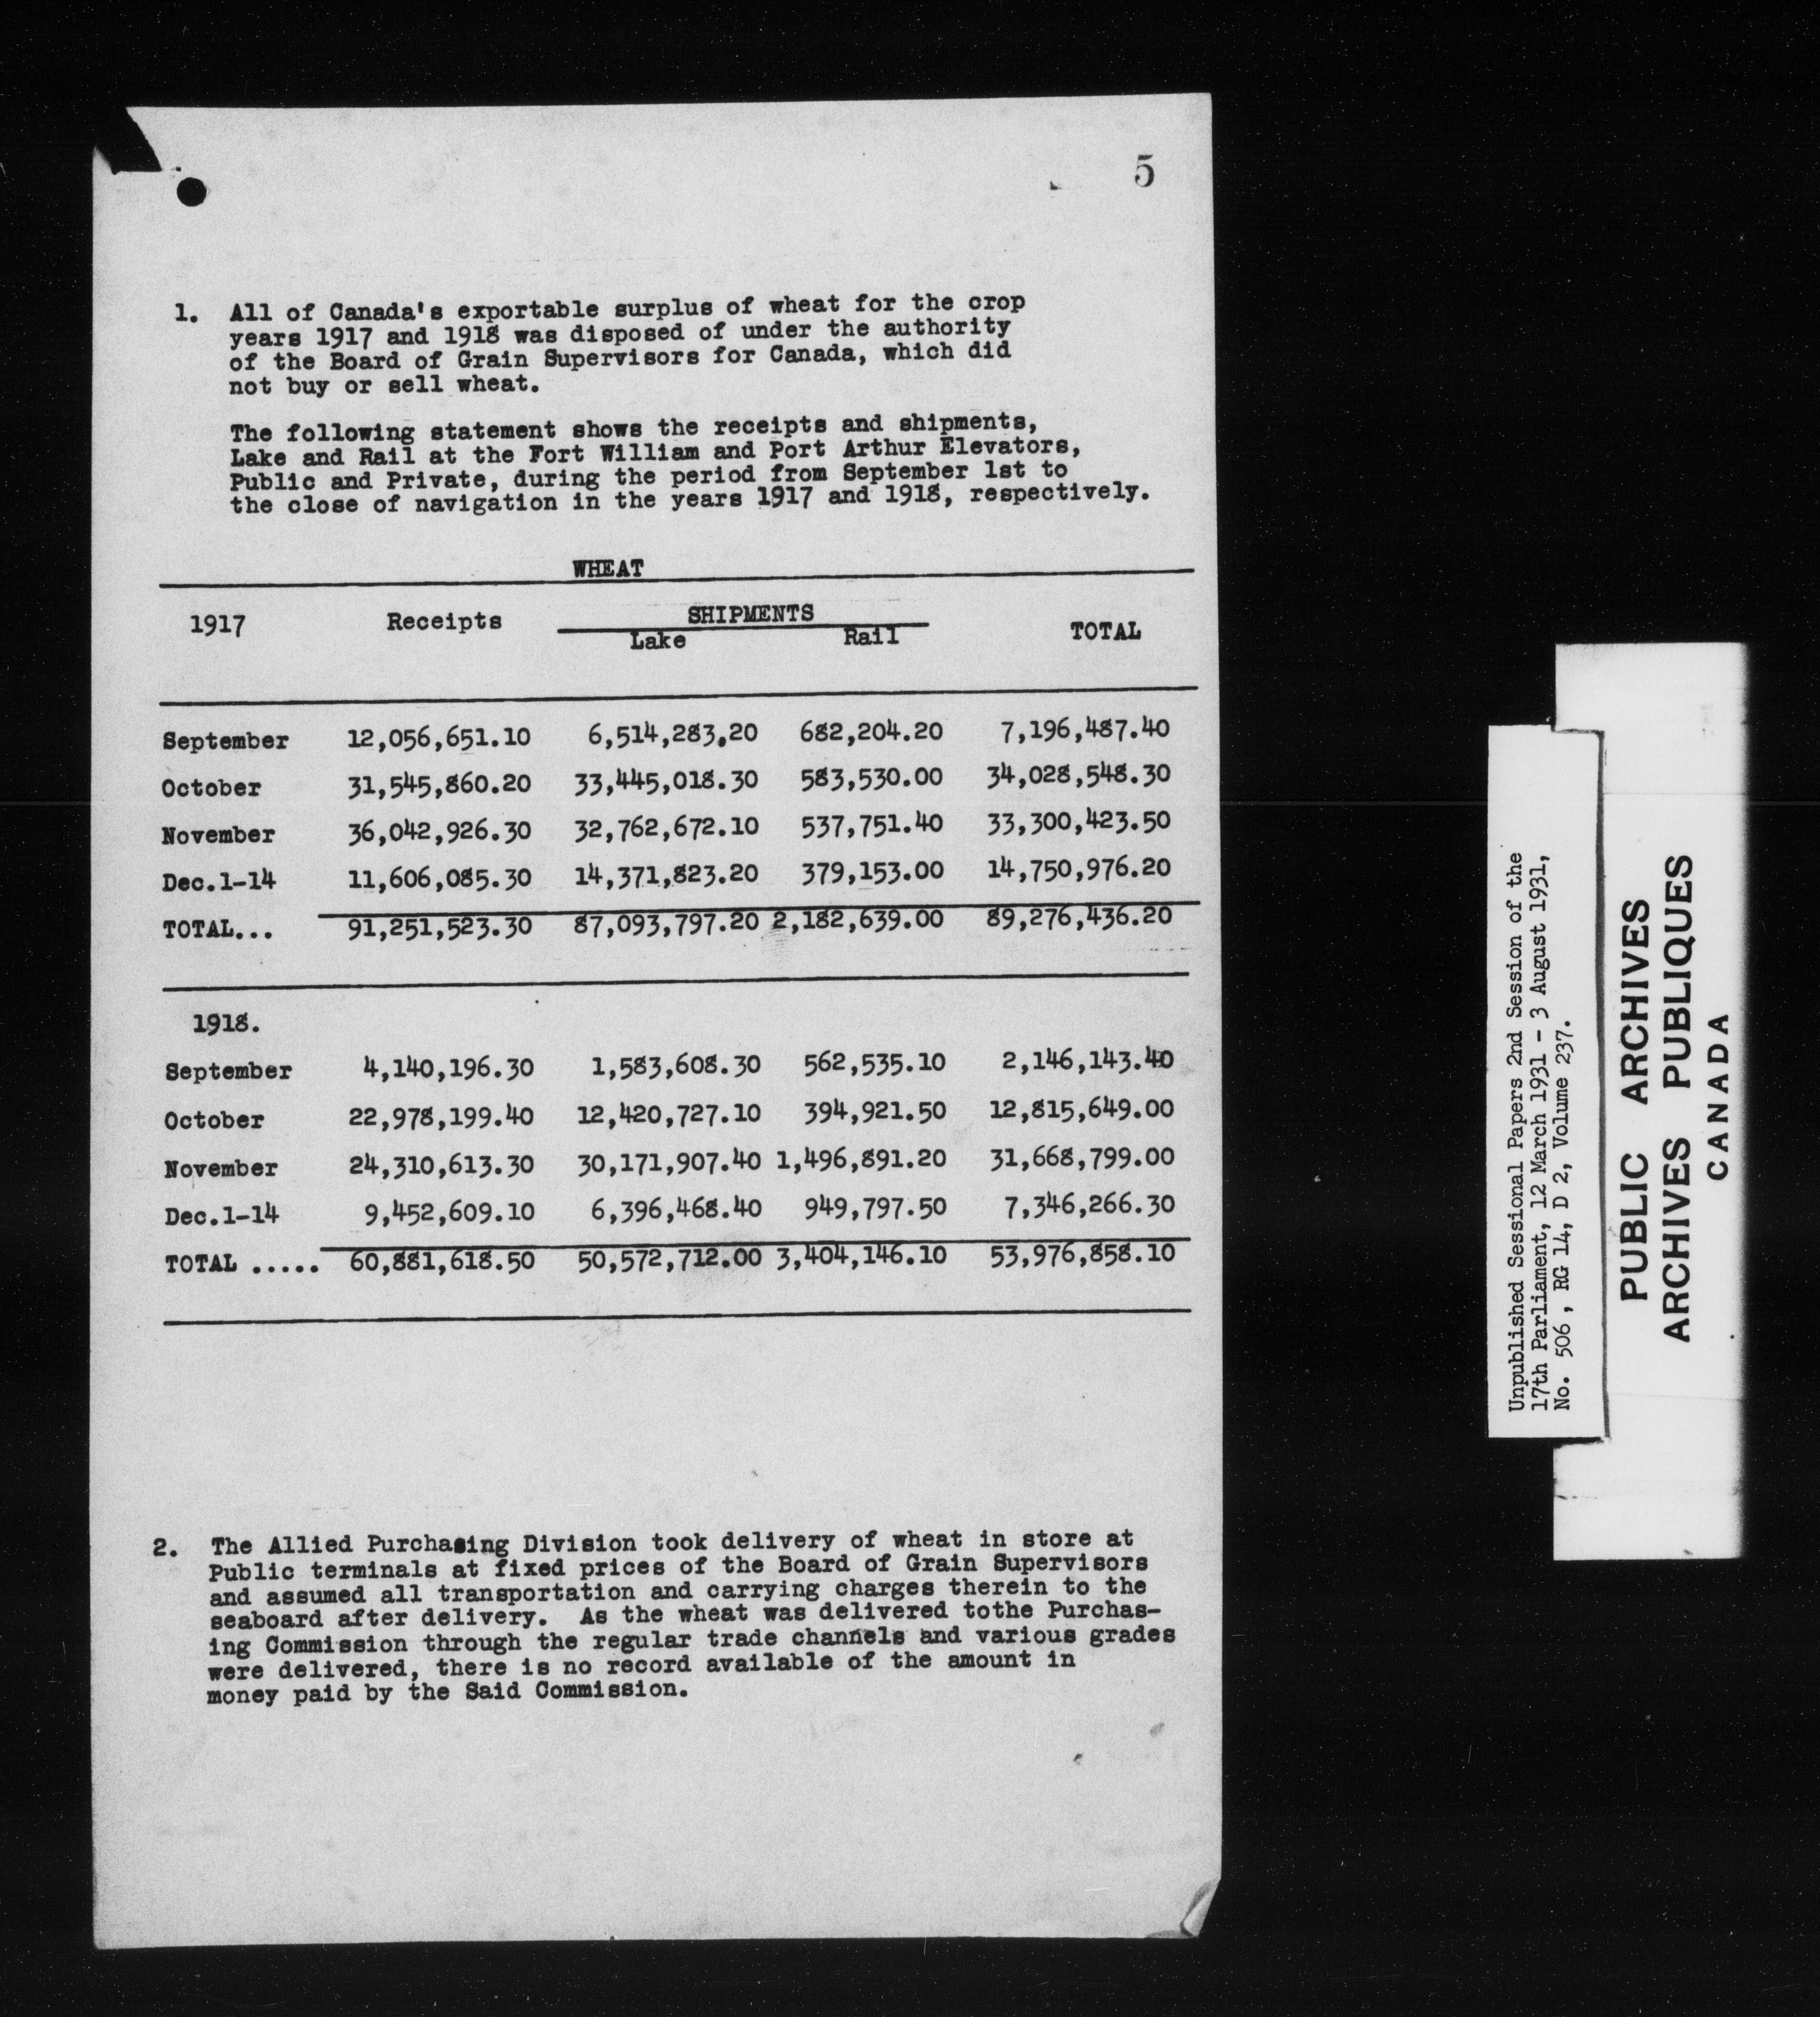 5
1. All of Canada's exportable surplus of wheat for the crop
years 1917 and 1918 was disposed of under the authority
of the Board of Grain Supervisors for Canada, which did
not buy or sell wheat.
The following statement shows the receipts and shipments,
Lake and Rail at the Fort William and Port Arthur Elevators,
Public and Private, during the period from September 1st to
the close of navigation in the years 1917 and 1918, respectively.
WHEAT
1917 Receipts SHIPMENTS TOTAL
Lake Rail
September 12,056,651.10 6,514,283.20 682,204.20 7,196,487.40
October 31,545,860.20 33,445,018.30 583,530.00 34,028,548.30
November 36,042,926.30 32,762,672.10 537,751.40 33,300,423.50
Dec.1-14 11,606,085.30 14,371,823.20 379,153.00 14,750,976.20
TOTAL... 91,251,523.30 87,093,797.20 2,182,639.00 89,276,436.20
1918.
September 4,140,196.30 1,583,608.30 562,535.10 2,146,143.40
October 22,978,199.40 12,420,727.10 394,921.50 12,815,649.00
November 24,310,613.30 30,171,907.40 1,496,891.20 31,668,799.00
Dec.1-14 9,452,609.10 6,396,468.40 949,797.50 7,346,266.30
TOTAL ..... 60,881,618.50 50,572,712.00 3,404,146.10 53,976,858.10
2. The Allied Purchasing Division took delivery of wheat in store at
Public terminals at fixed prices of the Board of Grain Supervisors
and assumed all transportation and carrying charges therein to the
seaboard after delivery. As the wheat was delivered tothe Purchas-
ing Commission through the regular trade channels and various grades
were delivered, there is no record available of the amount in
money paid by the Said Commission.
Unpublished Sessional Papers 2nd Session of the
17th Parliament, 12 March 1931 - 3 August 1931,
No. 506 , RG 14, D 2, Volume 237.
PUBLIC ARCHIVES
ARCHIVES PUBLIQUES
CANADA